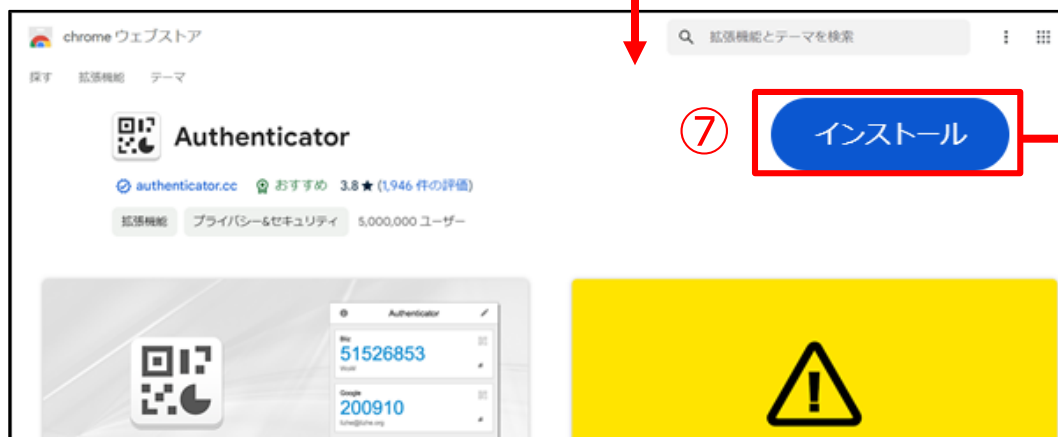 chrome ウェブストア
拡張機能とテーマを検索
探す 拡張機能 テーマ
Authenticator
⑦
インストール
authenticator.cc おすすめ 3.8★ (1,946 件の評価)
拡張機能 プライバシー&セキュリティ 5,000,000 ユーザー
Authenticator
51526853
Google
200910